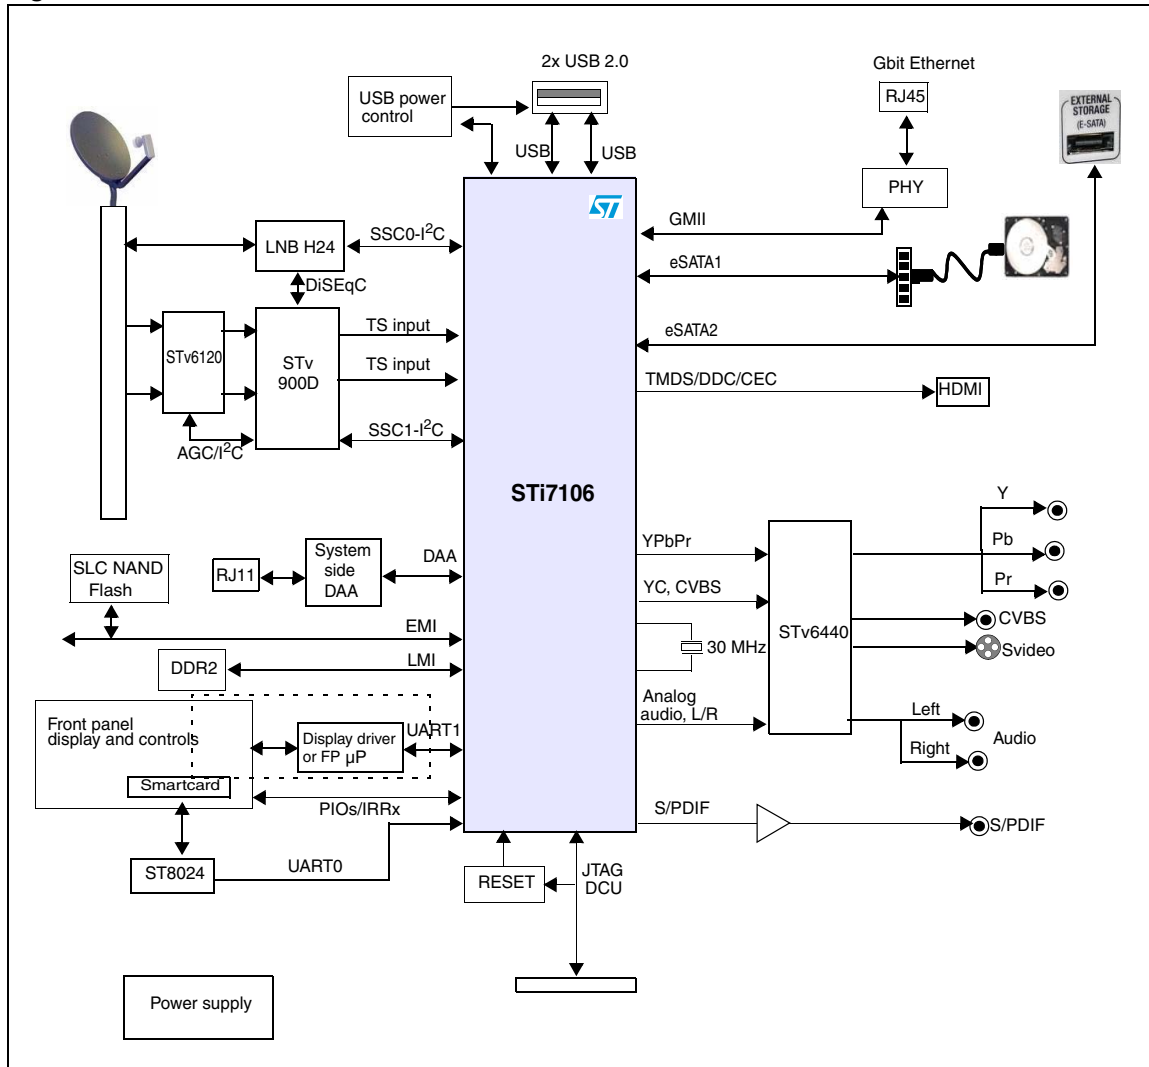 2x USB 2.0
Gbit Ethernet
USB power
control
RJ45
EXTERNAL
STORAGE
(E-SATA)
USB
USB
PHY
ST
GMII
LNB H24
SSC0-I2C
eSATA1
DiSEqC
TS input
eSATA2
STv6120
STv
900D
TS input
TMDS/DDC/CEC
HDMI
SSC1-I2C
AGC/I2C
STi7106
Y
YPbPr
Pb
System
side
DAA
DAA
SLC NAND
Flash
RJ11
Pr
YC, CVBS
STv6440
CVBS
EMI
30 MHz
Svideo
DDR2
LMI
Analog
audio, L/R
Left
Front panel
display and controls
Display driver
or FP µP
UART1
Audio
Right
Smartcard
PIOs/IRRx
S/PDIF
S/PDIF
ST8024
UART0
RESET
JTAG
DCU
Power supply